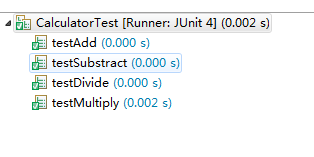 CalculatorTest [Runner: JUnit 4] (0.002 s)
testAdd (0.000 s)
testSubstract (0.000 s)
testDivide (0.000 s)
testMultiply (0.002 s)